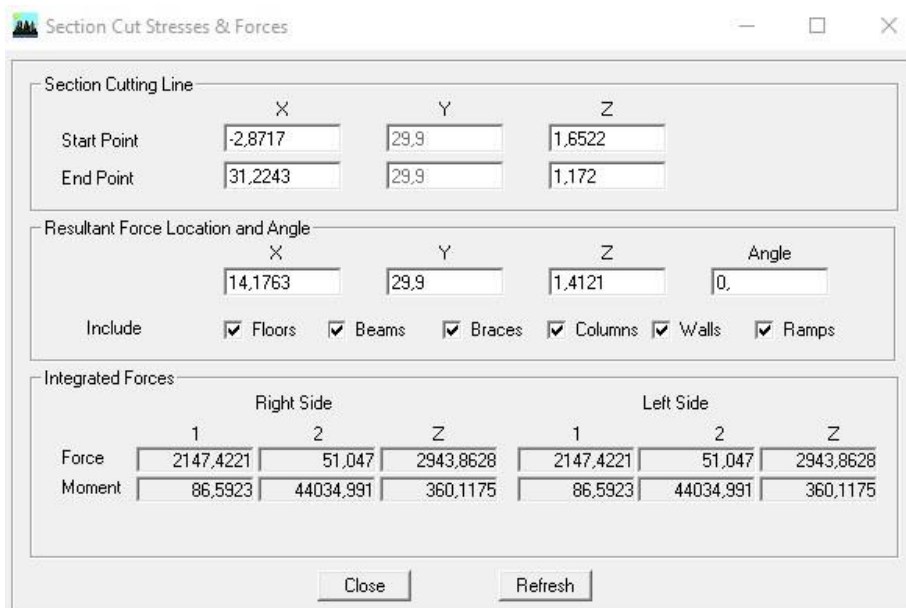 Section Cut Stresses & Forces
Section Cutting Line
X Y Z
Start Point -2,8717 29,9 1,6522
End Point 31,2243 29,9 1,172
Resultant Force Location and Angle
X Y Z Angle
14,1763 29,9 1,4121 0,
Include Floors Beams Braces Columns Walls Ramps
Integrated Forces
Right Side Left Side
1 2 Z 1 2 Z
Force 2147,4221 51,047 2943,8628 2147,4221 51,047 2943,8628
Moment 86,5923 44034,991 360,1175 86,5923 44034,991 360,1175
Close Refresh